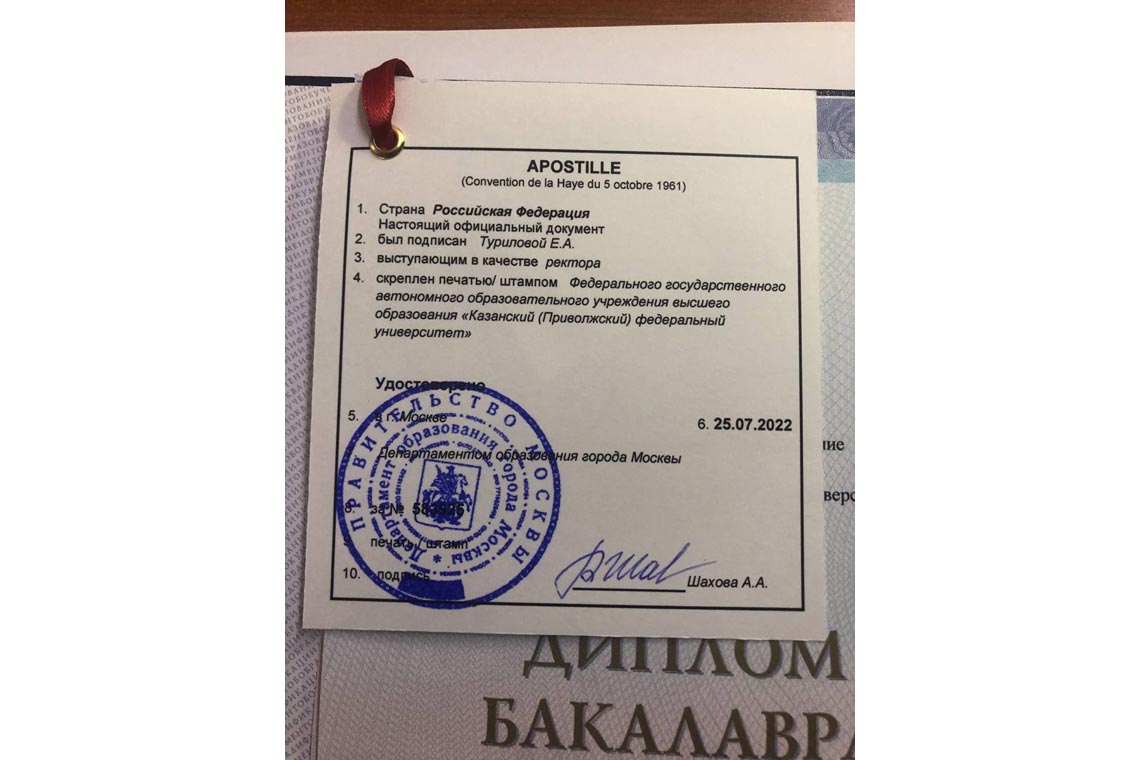 APOSTILLE
(Convention de la Haye du 5 octobre 1961)
1. Страна Российская Федерация
Настоящий официальный документ
2. был подписан Туриловой Е.А.
3. выступающим в качестве ректора
4. скреплен печатью/ штампом Федерального государственного
автономного образовательного учреждения высшего
образования «Казанский (Приволжский) федеральный
университет»
Удостоверено
5. в г. Москве
6. 25.07.2022
Департаментом образования города Москвы
8. за №
9. печать / штамп
10. подпись
Шахова А.А.
ПРАВИТЕЛЬСТВО МОСКВЫ
Департамент образования города Москвы
ДИПЛОМ
БАКАЛАВРА